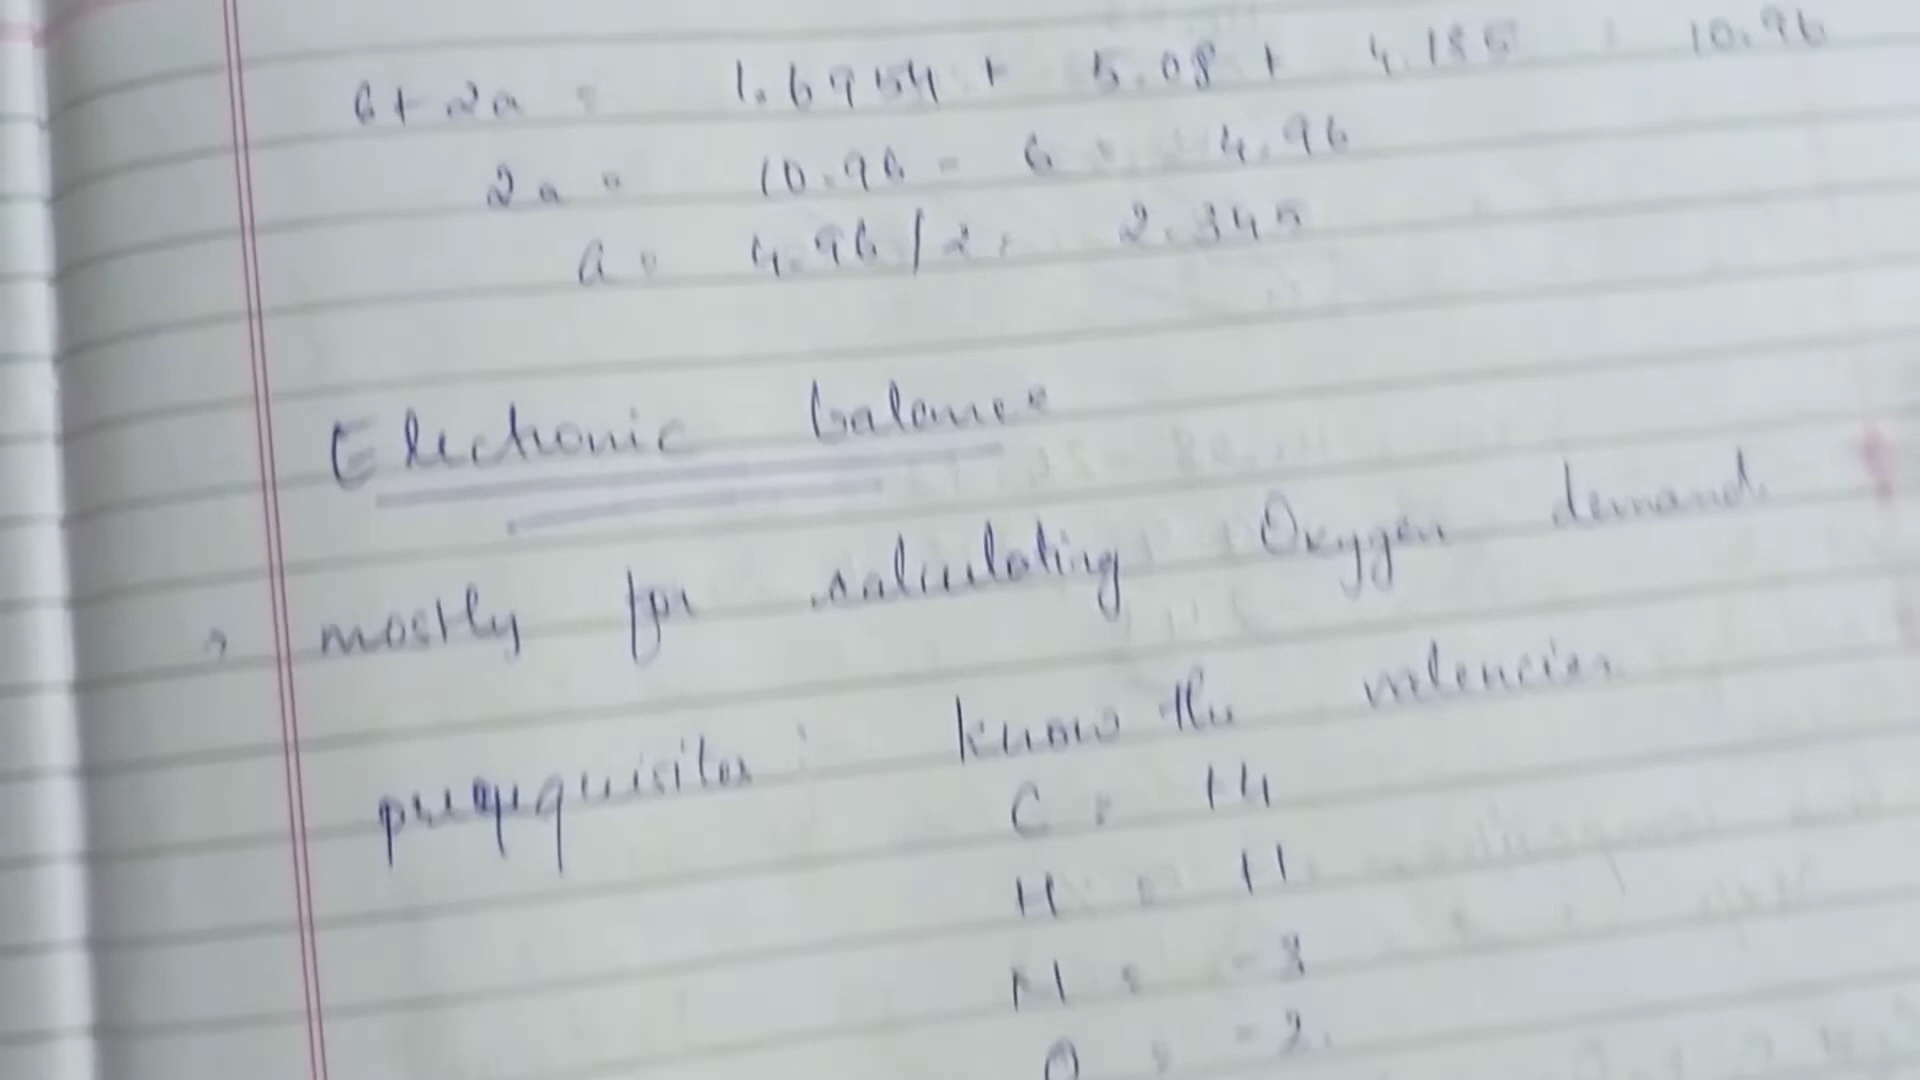 6 + 2a = 1.6954 + 5.08 + 4.185 = 10.96
2a = 10.96 - 6 = 4.96
a = 4.96 / 2 = 2.345
Electronic balance
→ mostly for calculating Oxygen demand.
prerequisites : know the valencies.
C = +4
H = +1
N = -3
O = -2.